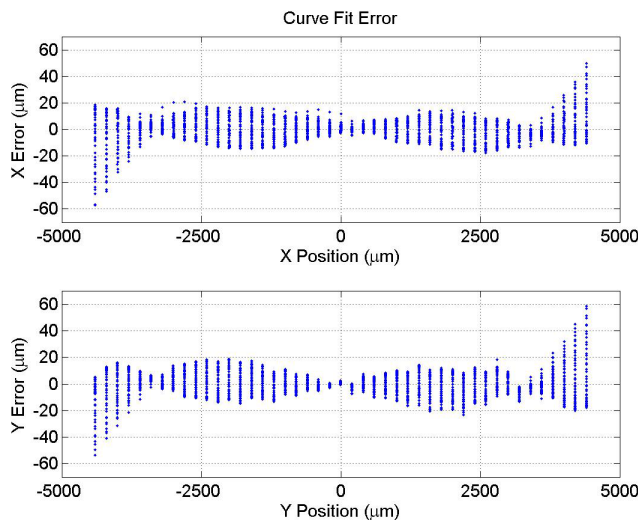 Curve Fit Error
60
40
20
0
-20
-40
-60
X Error (μm)
-5000 -2500 0 2500 5000
X Position (μm)
60
40
20
0
-20
-40
-60
Y Error (μm)
-5000 -2500 0 2500 5000
Y Position (μm)